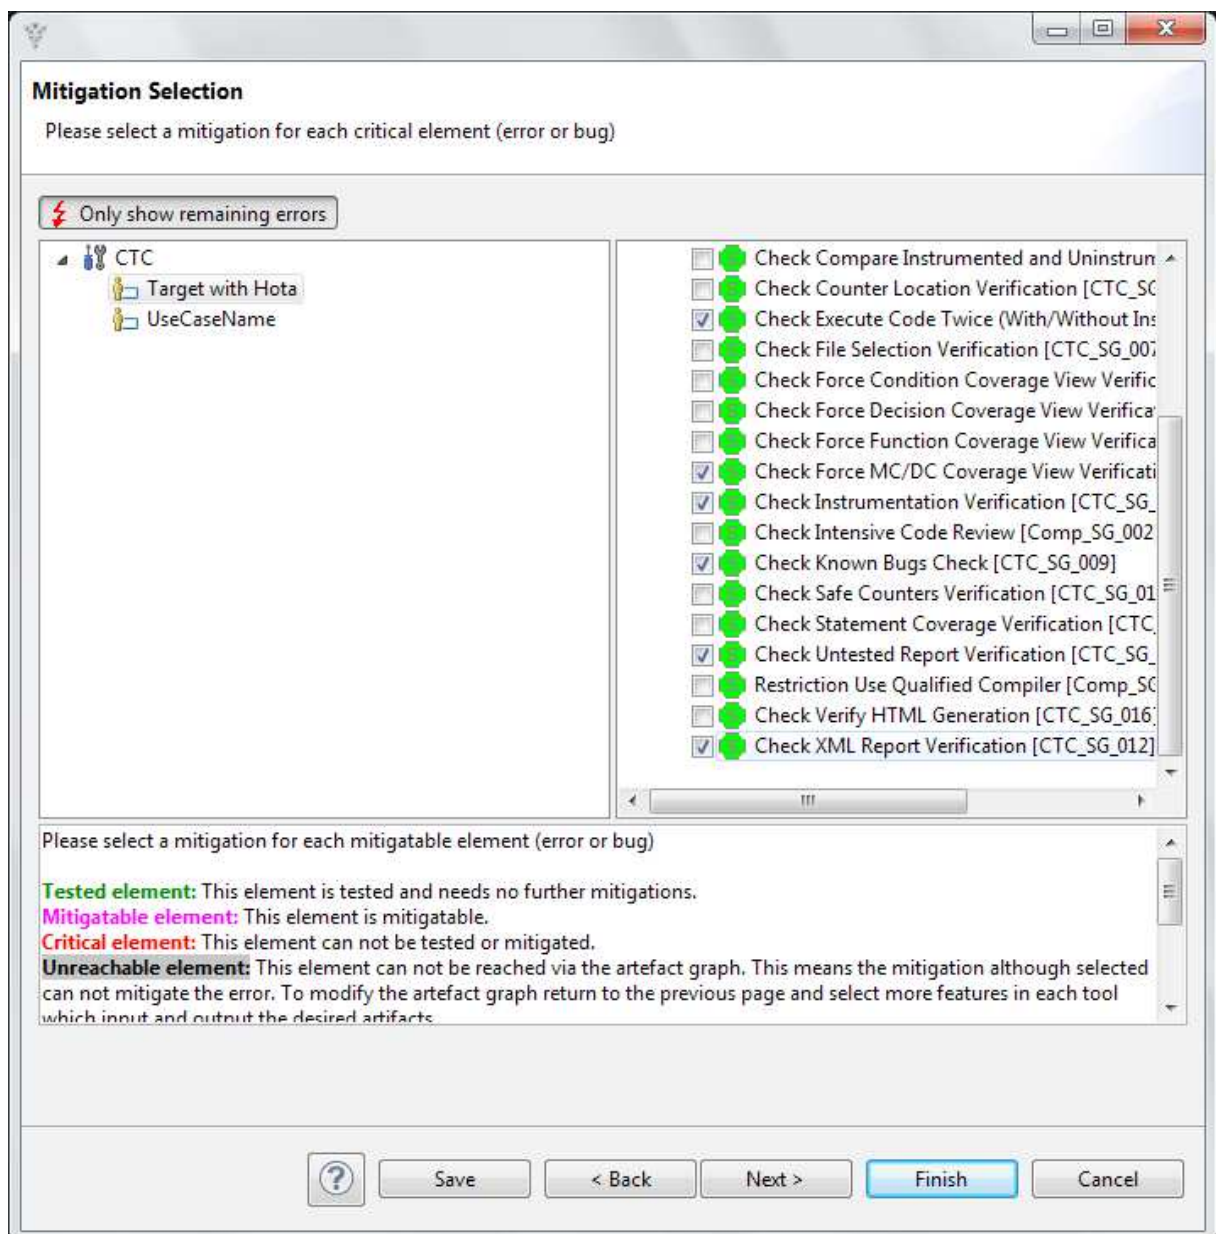 Mitigation Selection
Please select a mitigation for each critical element (error or bug)
Only show remaining errors
CTC
Target with Hota
UseCaseName
Check Compare Instrumented and Uninstrum
Check Counter Location Verification [CTC_SG
Check Execute Code Twice (With/Without Ins
Check File Selection Verification [CTC_SG_007
Check Force Condition Coverage View Verific
Check Force Decision Coverage View Verifica
Check Force Function Coverage View Verifica
Check Force MC/DC Coverage View Verificati
Check Instrumentation Verification [CTC_SG_
Check Intensive Code Review [Comp_SG_002
Check Known Bugs Check [CTC_SG_009]
Check Safe Counters Verification [CTC_SG_01
Check Statement Coverage Verification [CTC_
Check Untested Report Verification [CTC_SG_
Restriction Use Qualified Compiler [Comp_SG
Check Verify HTML Generation [CTC_SG_016]
Check XML Report Verification [CTC_SG_012]
Please select a mitigation for each mitigatable element (error or bug)
Tested element: This element is tested and needs no further mitigations.
Mitigatable element: This element is mitigatable.
Critical element: This element can not be tested or mitigated.
Unreachable element: This element can not be reached via the artefact graph. This means the mitigation although selected
can not mitigate the error. To modify the artefact graph return to the previous page and select more features in each tool
which input and output the desired artifacts
? Save < Back Next > Finish Cancel